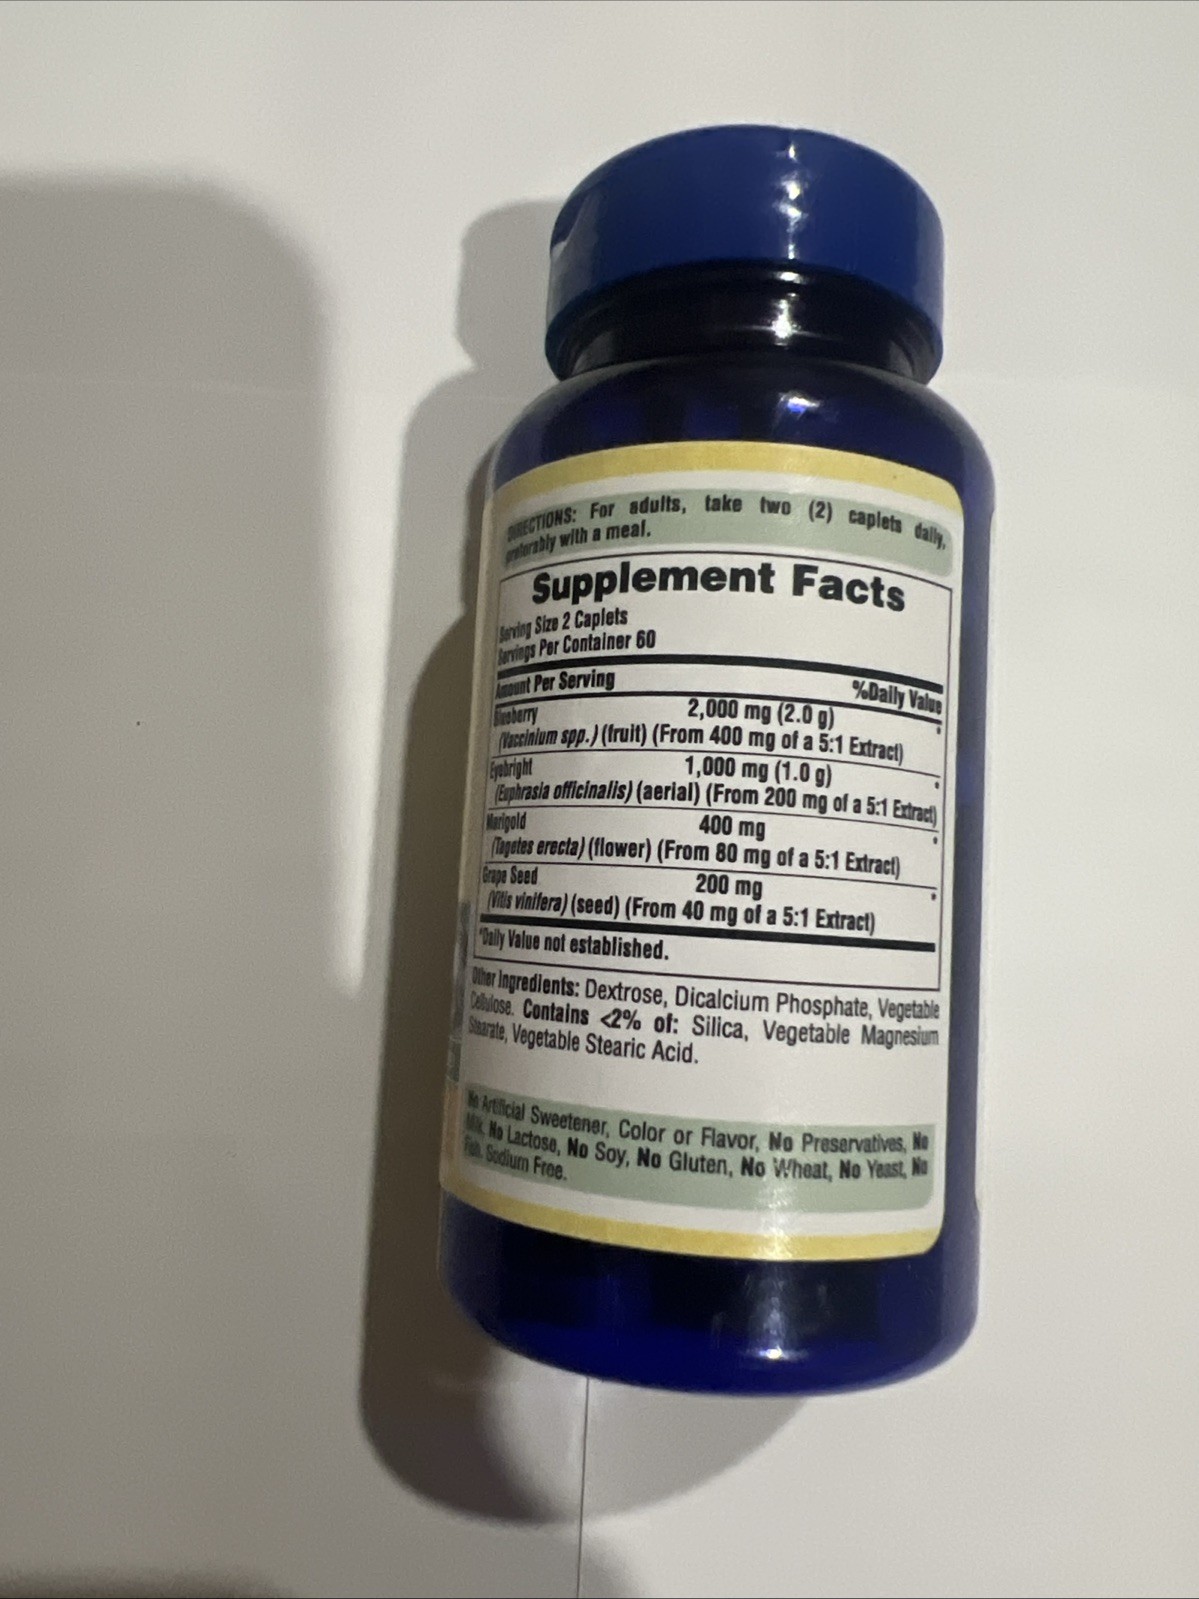 DIRECTIONS: For adults, take two (2) caplets daily,
preferably with a meal.
Supplement Facts
Serving Size 2 Caplets
Servings Per Container 60
Amount Per Serving %Daily Value
Blueberry 2,000 mg (2.0 g) *
(Vaccinium spp.) (fruit) (From 400 mg of a 5:1 Extract)
Eyebright 1,000 mg (1.0 g) *
(Euphrasia officinalis) (aerial) (From 200 mg of a 5:1 Extract)
Marigold 400 mg *
(Tagetes erecta) (flower) (From 80 mg of a 5:1 Extract)
Grape Seed 200 mg *
(Vitis vinifera) (seed) (From 40 mg of a 5:1 Extract)
*Daily Value not established.
Other Ingredients: Dextrose, Dicalcium Phosphate, Vegetable
Cellulose. Contains <2% of: Silica, Vegetable Magnesium
Stearate, Vegetable Stearic Acid.
No Artificial Sweetener, Color or Flavor, No Preservatives, No
Milk, No Lactose, No Soy, No Gluten, No Wheat, No Yeast, No
Fish. Sodium Free.